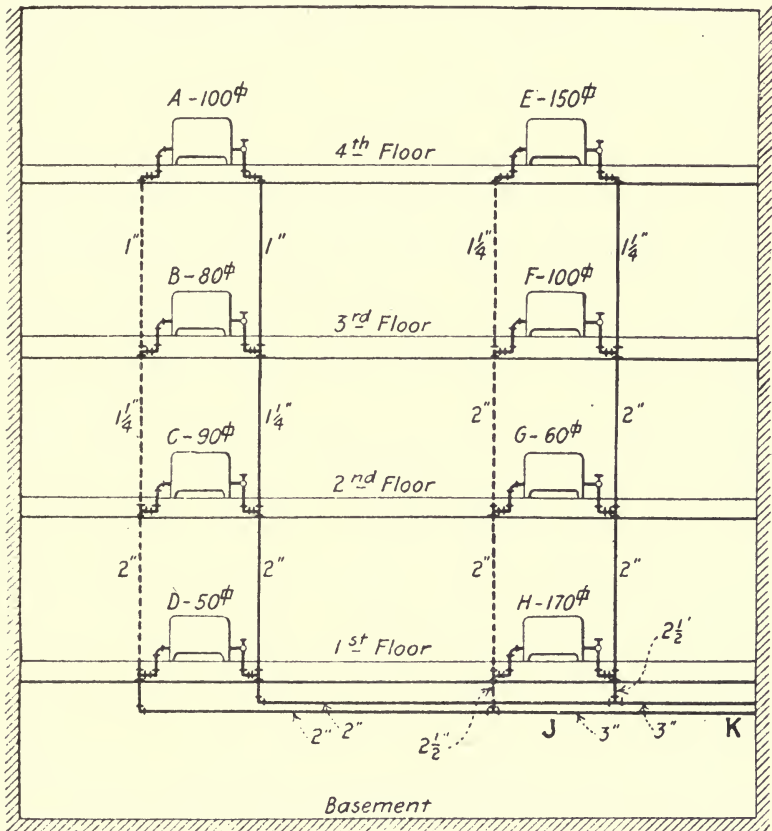 A-100⏀
E-150⏀
4th Floor
1"
1"
1¼"
1¼"
B-80⏀
F-100⏀
3rd Floor
1¼"
1¼"
2"
2"
C-90⏀
G-60⏀
2nd Floor
2"
2"
2"
2"
D-50⏀
H-170⏀
2½'
1st Floor
2"
2"
2½"
J
3"
3"
K
Basement